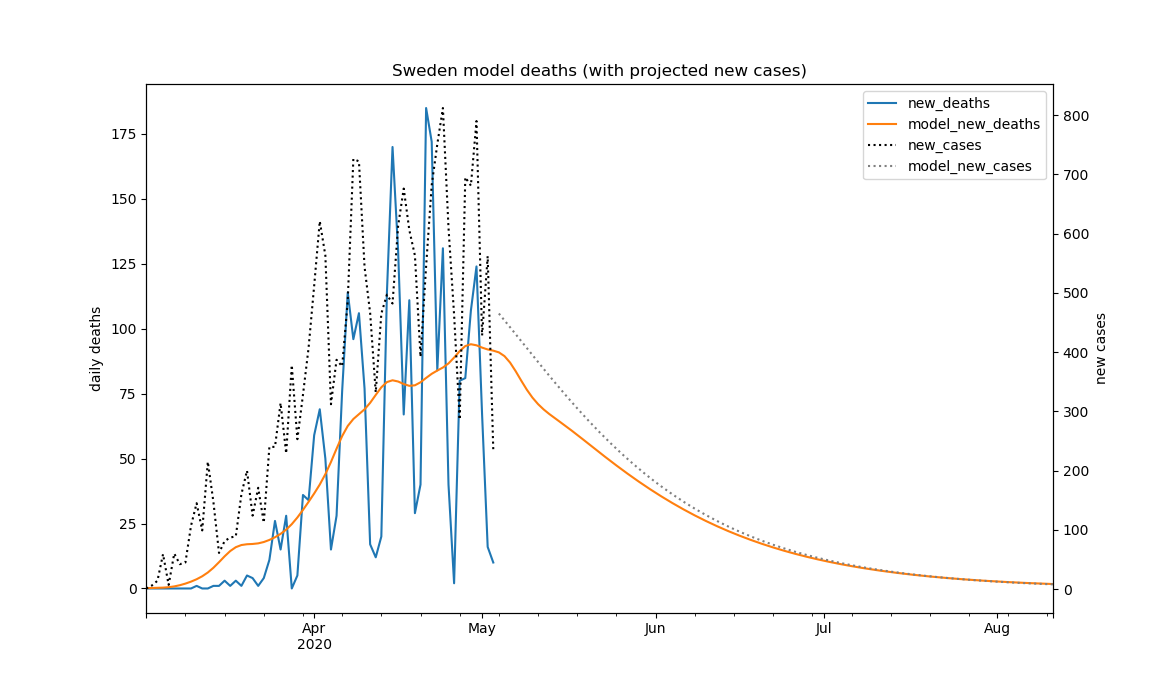 Sweden model deaths (with projected new cases)
new_deaths
model_new_deaths
new_cases
model_new_cases
daily deaths
175
150
125
100
75
50
25
0
800
700
600
500
400
300
200
100
0
new cases
Apr
2020
May
Jun
Jul
Aug